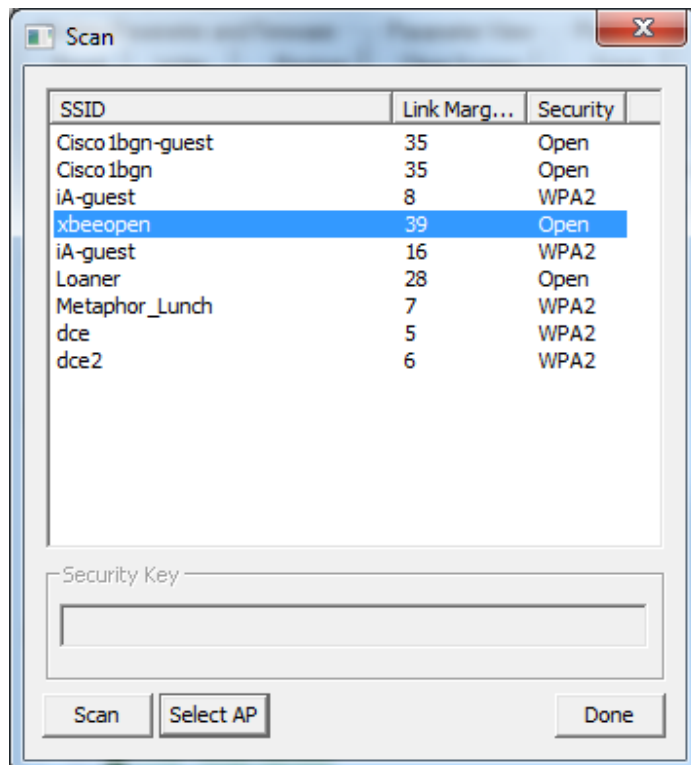 Scan
SSID Link Marg... Security
Cisco1bgn-guest 35 Open
Cisco1bgn 35 Open
iA-guest 8 WPA2
xbeeopen 39 Open
iA-guest 16 WPA2
Loaner 28 Open
Metaphor_Lunch 7 WPA2
dce 5 WPA2
dce2 6 WPA2
Security Key
Scan Select AP Done